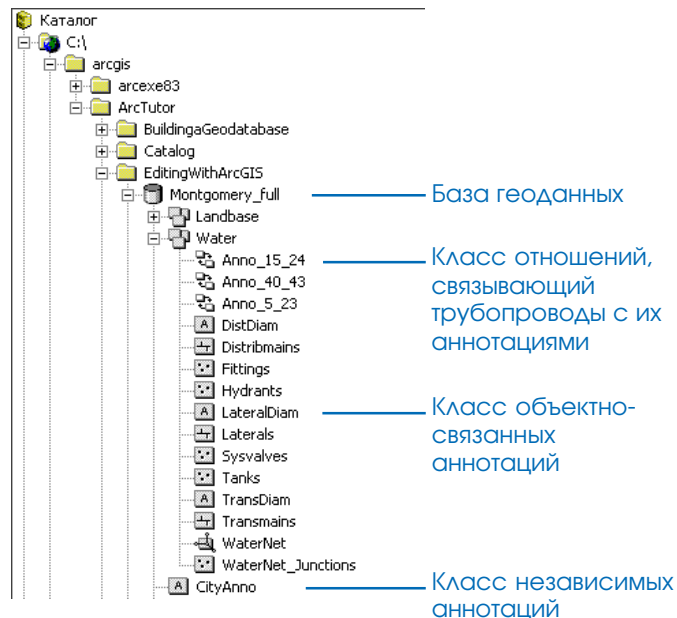 Каталог
C:\
arcgis
arcexe83
ArcTutor
BuildingaGeodatabase
Catalog
EditingWithArcGIS
Montgomery_full
База геоданных
Landbase
Water
Anno_15_24
Класс отношений,
связывающий
трубопроводы с их
аннотациями
Anno_40_43
Anno_5_23
DistDiam
Distribmains
Fittings
Hydrants
LateralDiam
Класс объектно-
связанных
аннотаций
Laterals
Sysvalves
Tanks
TransDiam
Transmains
WaterNet
WaterNet_Junctions
CityAnno
Класс независимых
аннотаций